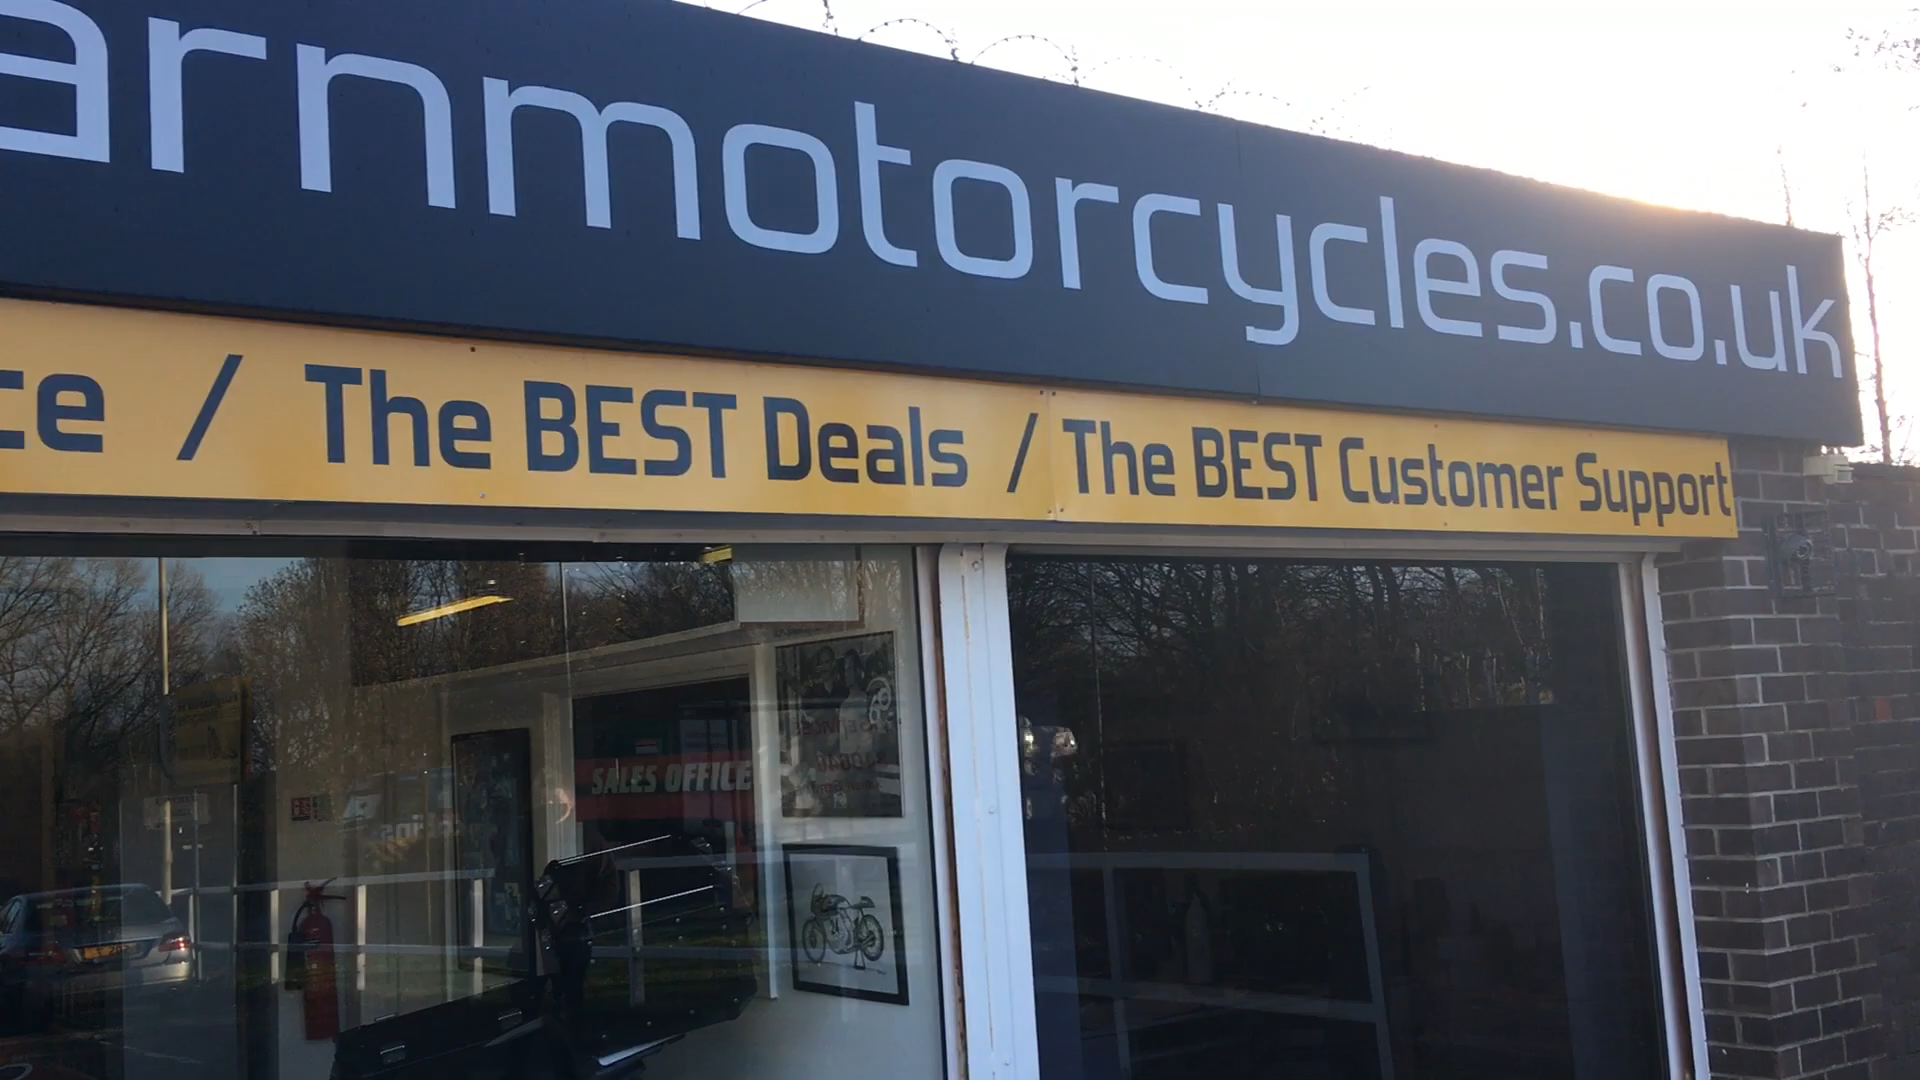 arnmotorcycles.co.uk
ce / The BEST Deals / The BEST Customer Support
SALES OFFICE